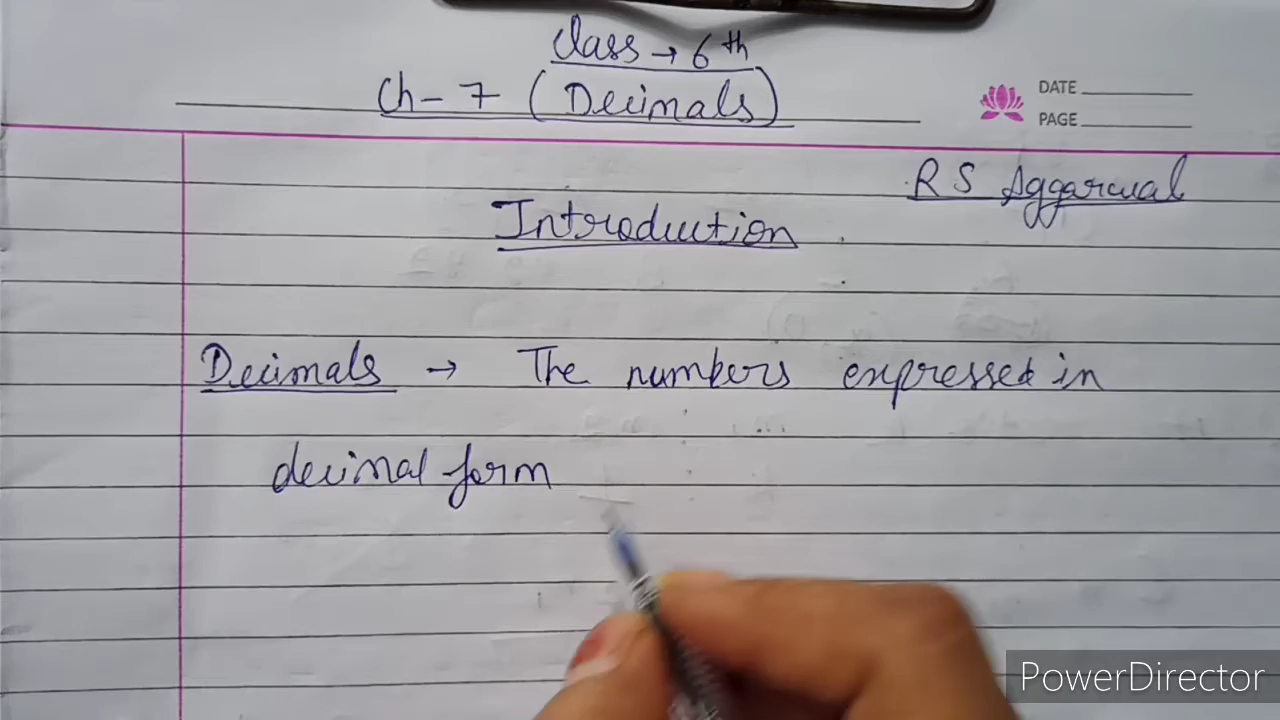 Class → 6th
Ch - 7 (Decimals)
DATE
PAGE
R S Aggarwal
Introduction
Decimals → The numbers expressed in
decimal form
PowerDirector